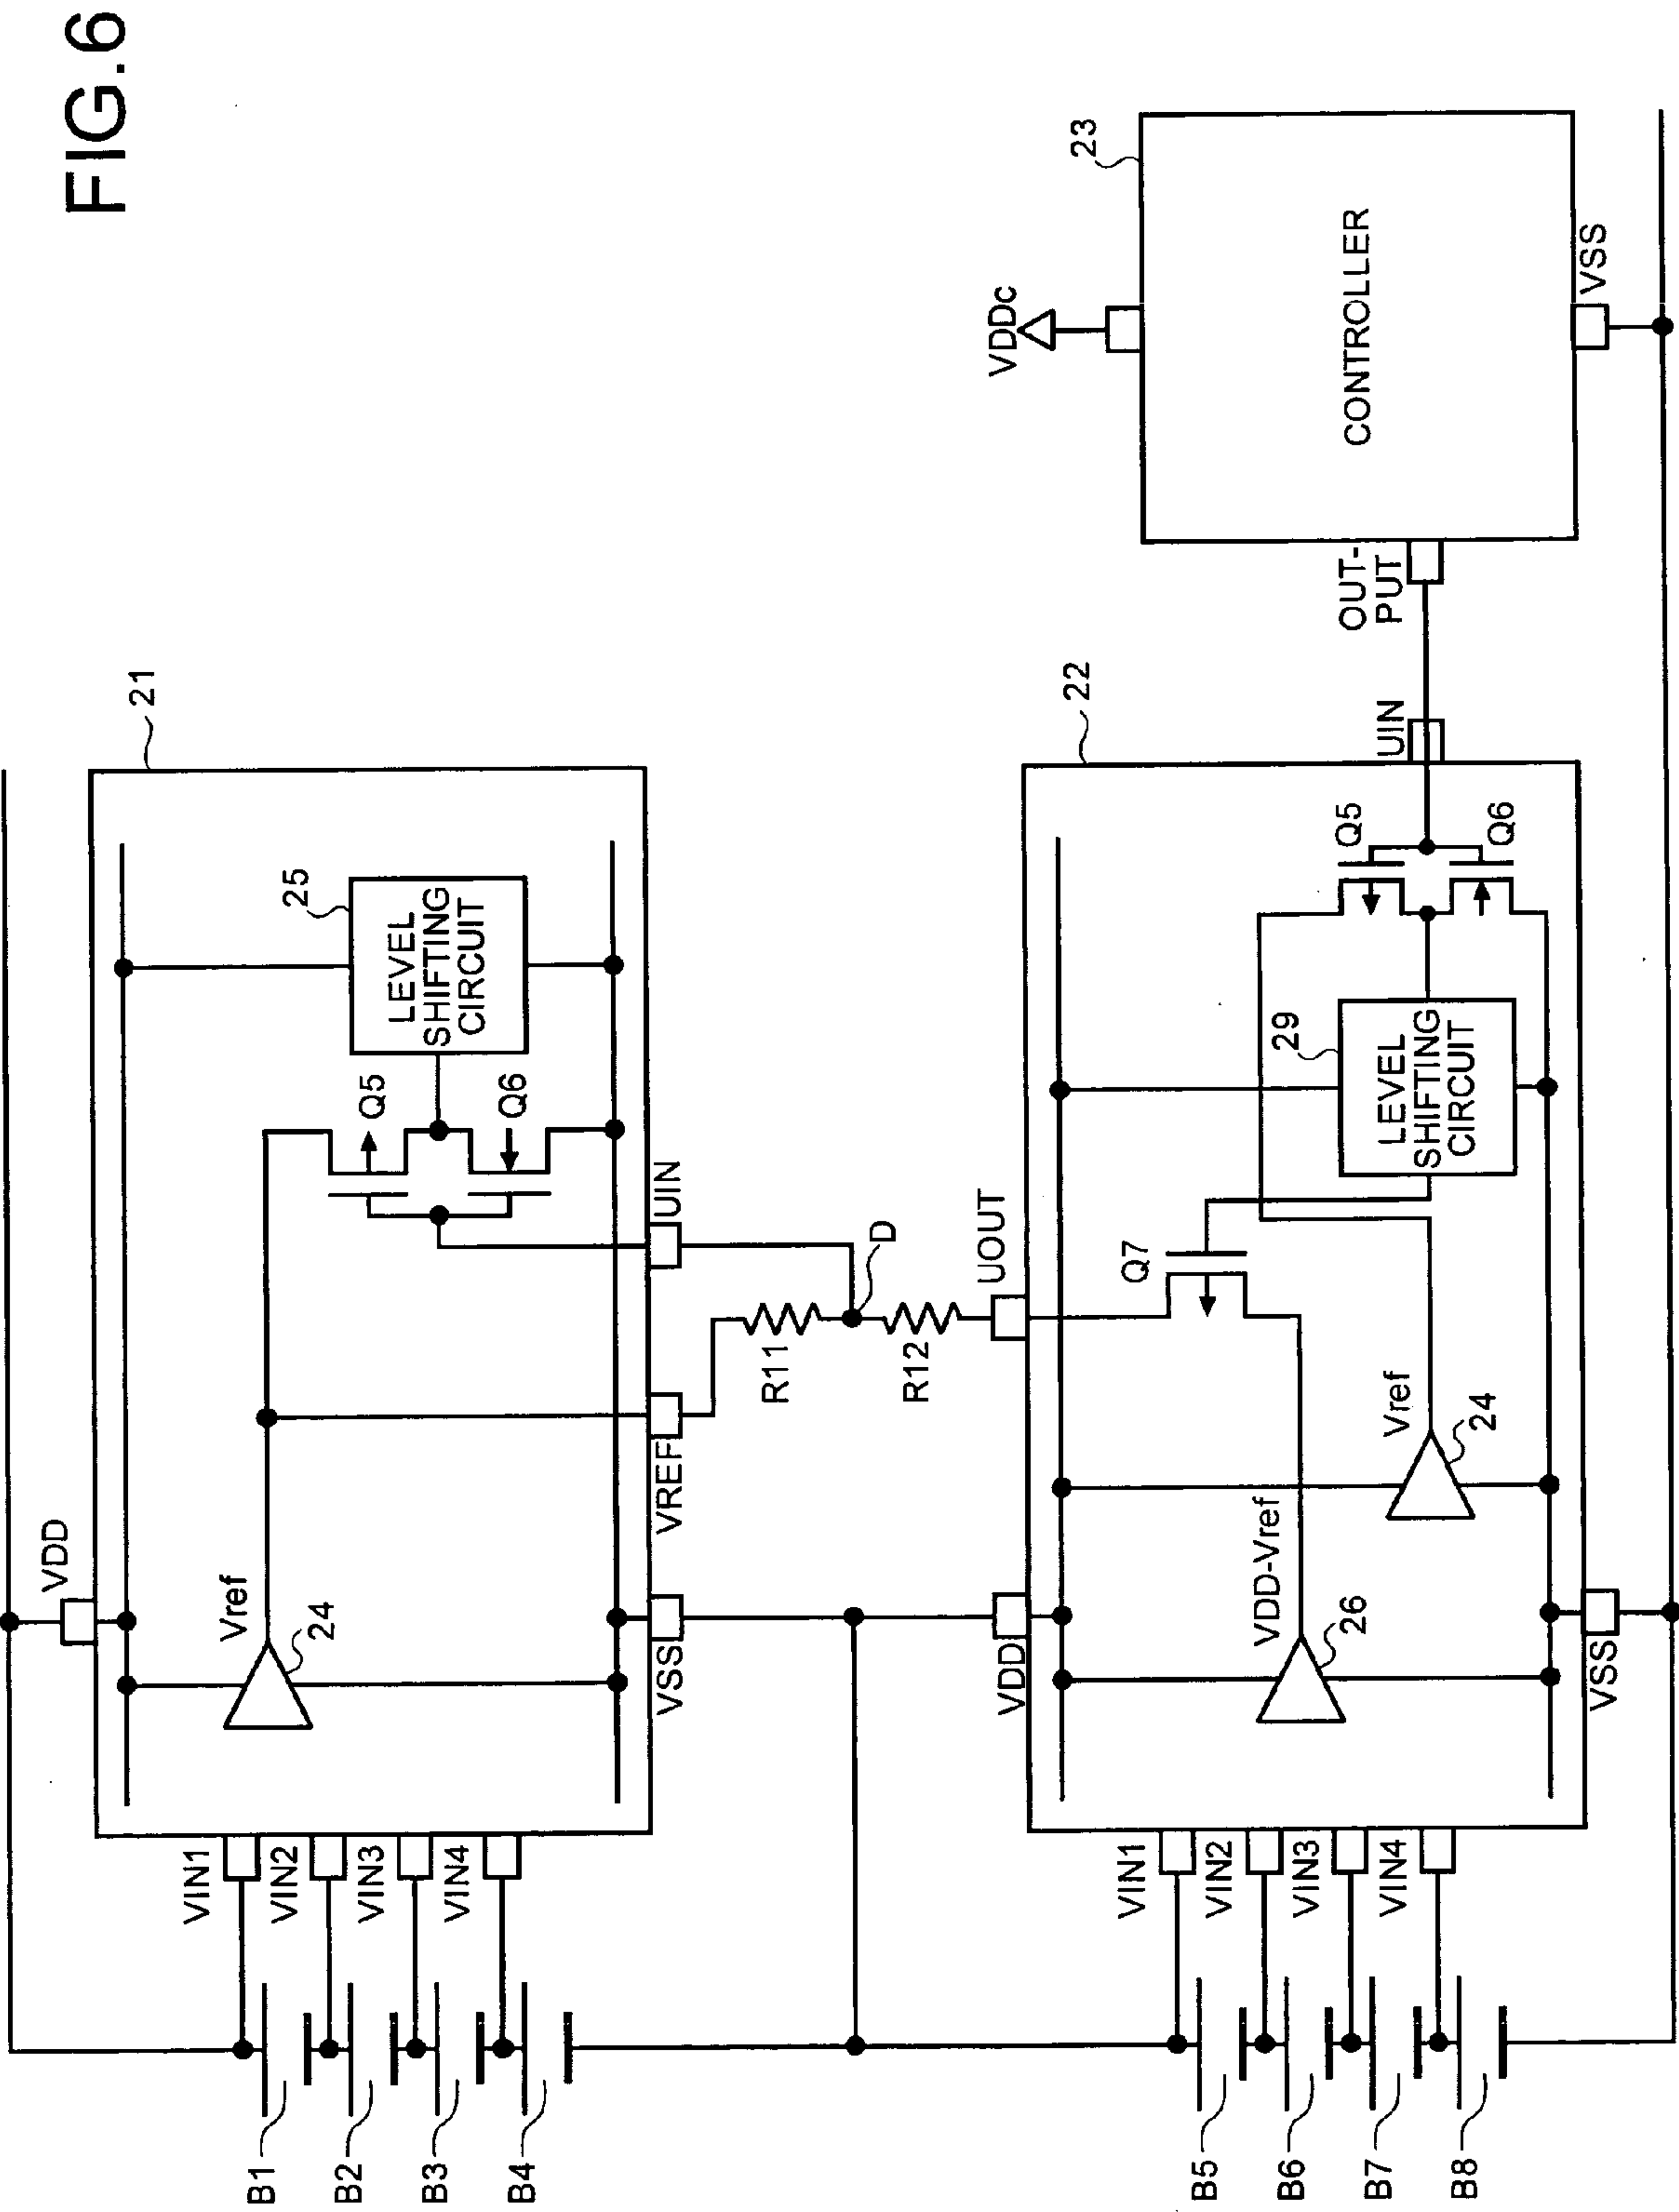 FIG.6
VDD
21
Vref
24
Q5
Q6
25
LEVEL
SHIFTING
CIRCUIT
VIN1
VIN2
VIN3
VIN4
B1
B2
B3
B4
VSS
VREF
UIN
R11
D
R12
VDD
UOUT
22
VDDc
23
CONTROLLER
VSS
OUT-
PUT
UIN
Q7
VDD-Vref
26
Vref
24
29
LEVEL
SHIFTING
CIRCUIT
Q5
Q6
VIN1
VIN2
VIN3
VIN4
B5
B6
B7
B8
VSS